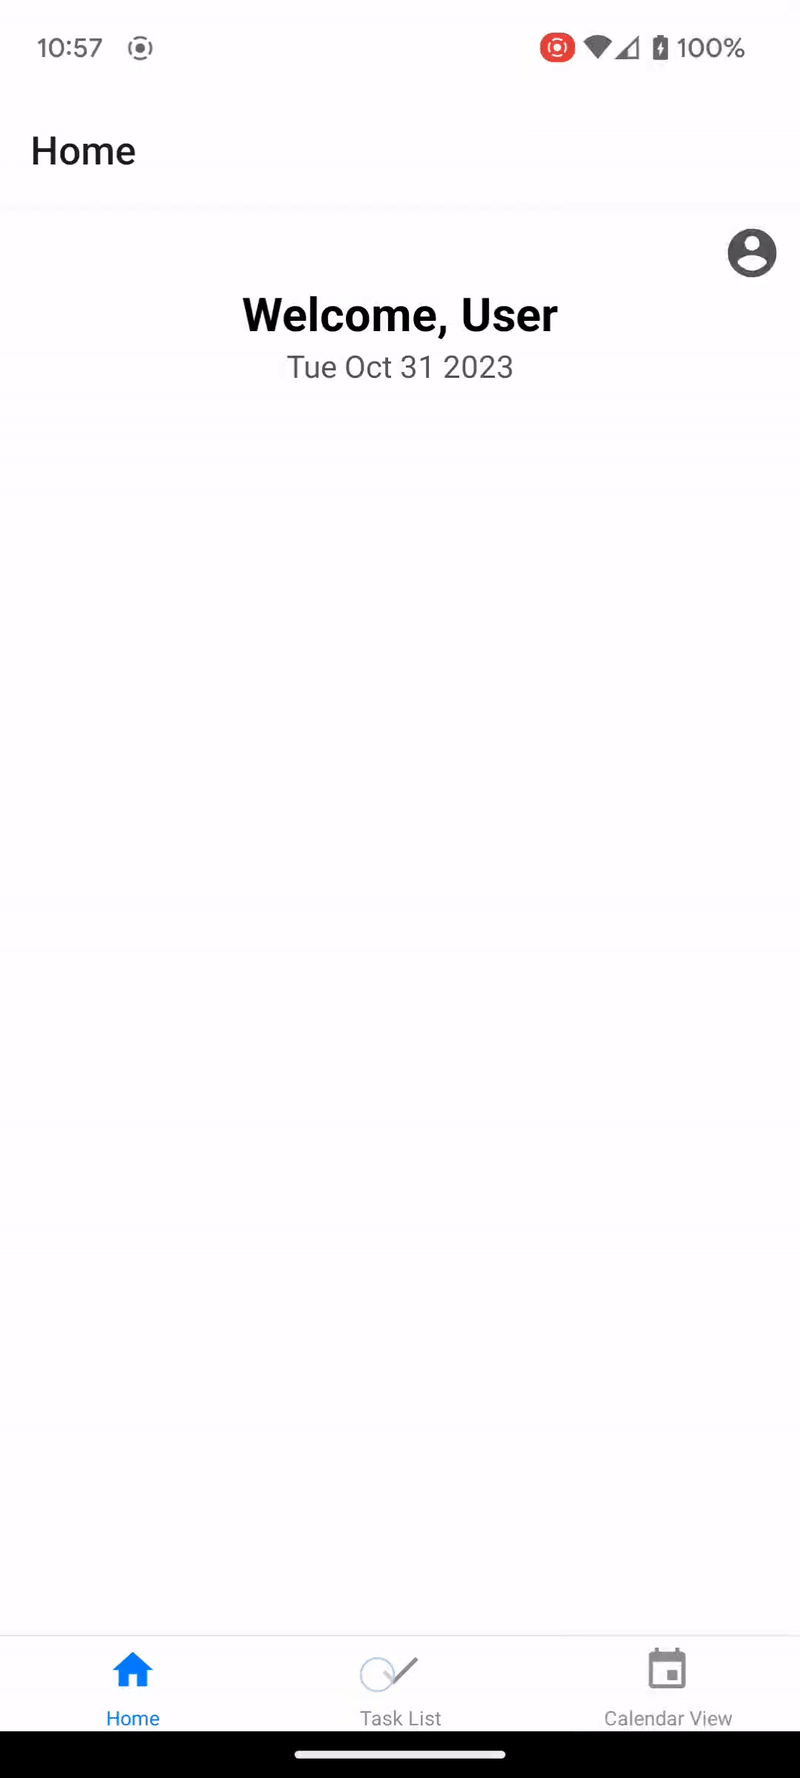 10:57 100%
Home
Welcome, User
Tue Oct 31 2023
Home Task List Calendar View